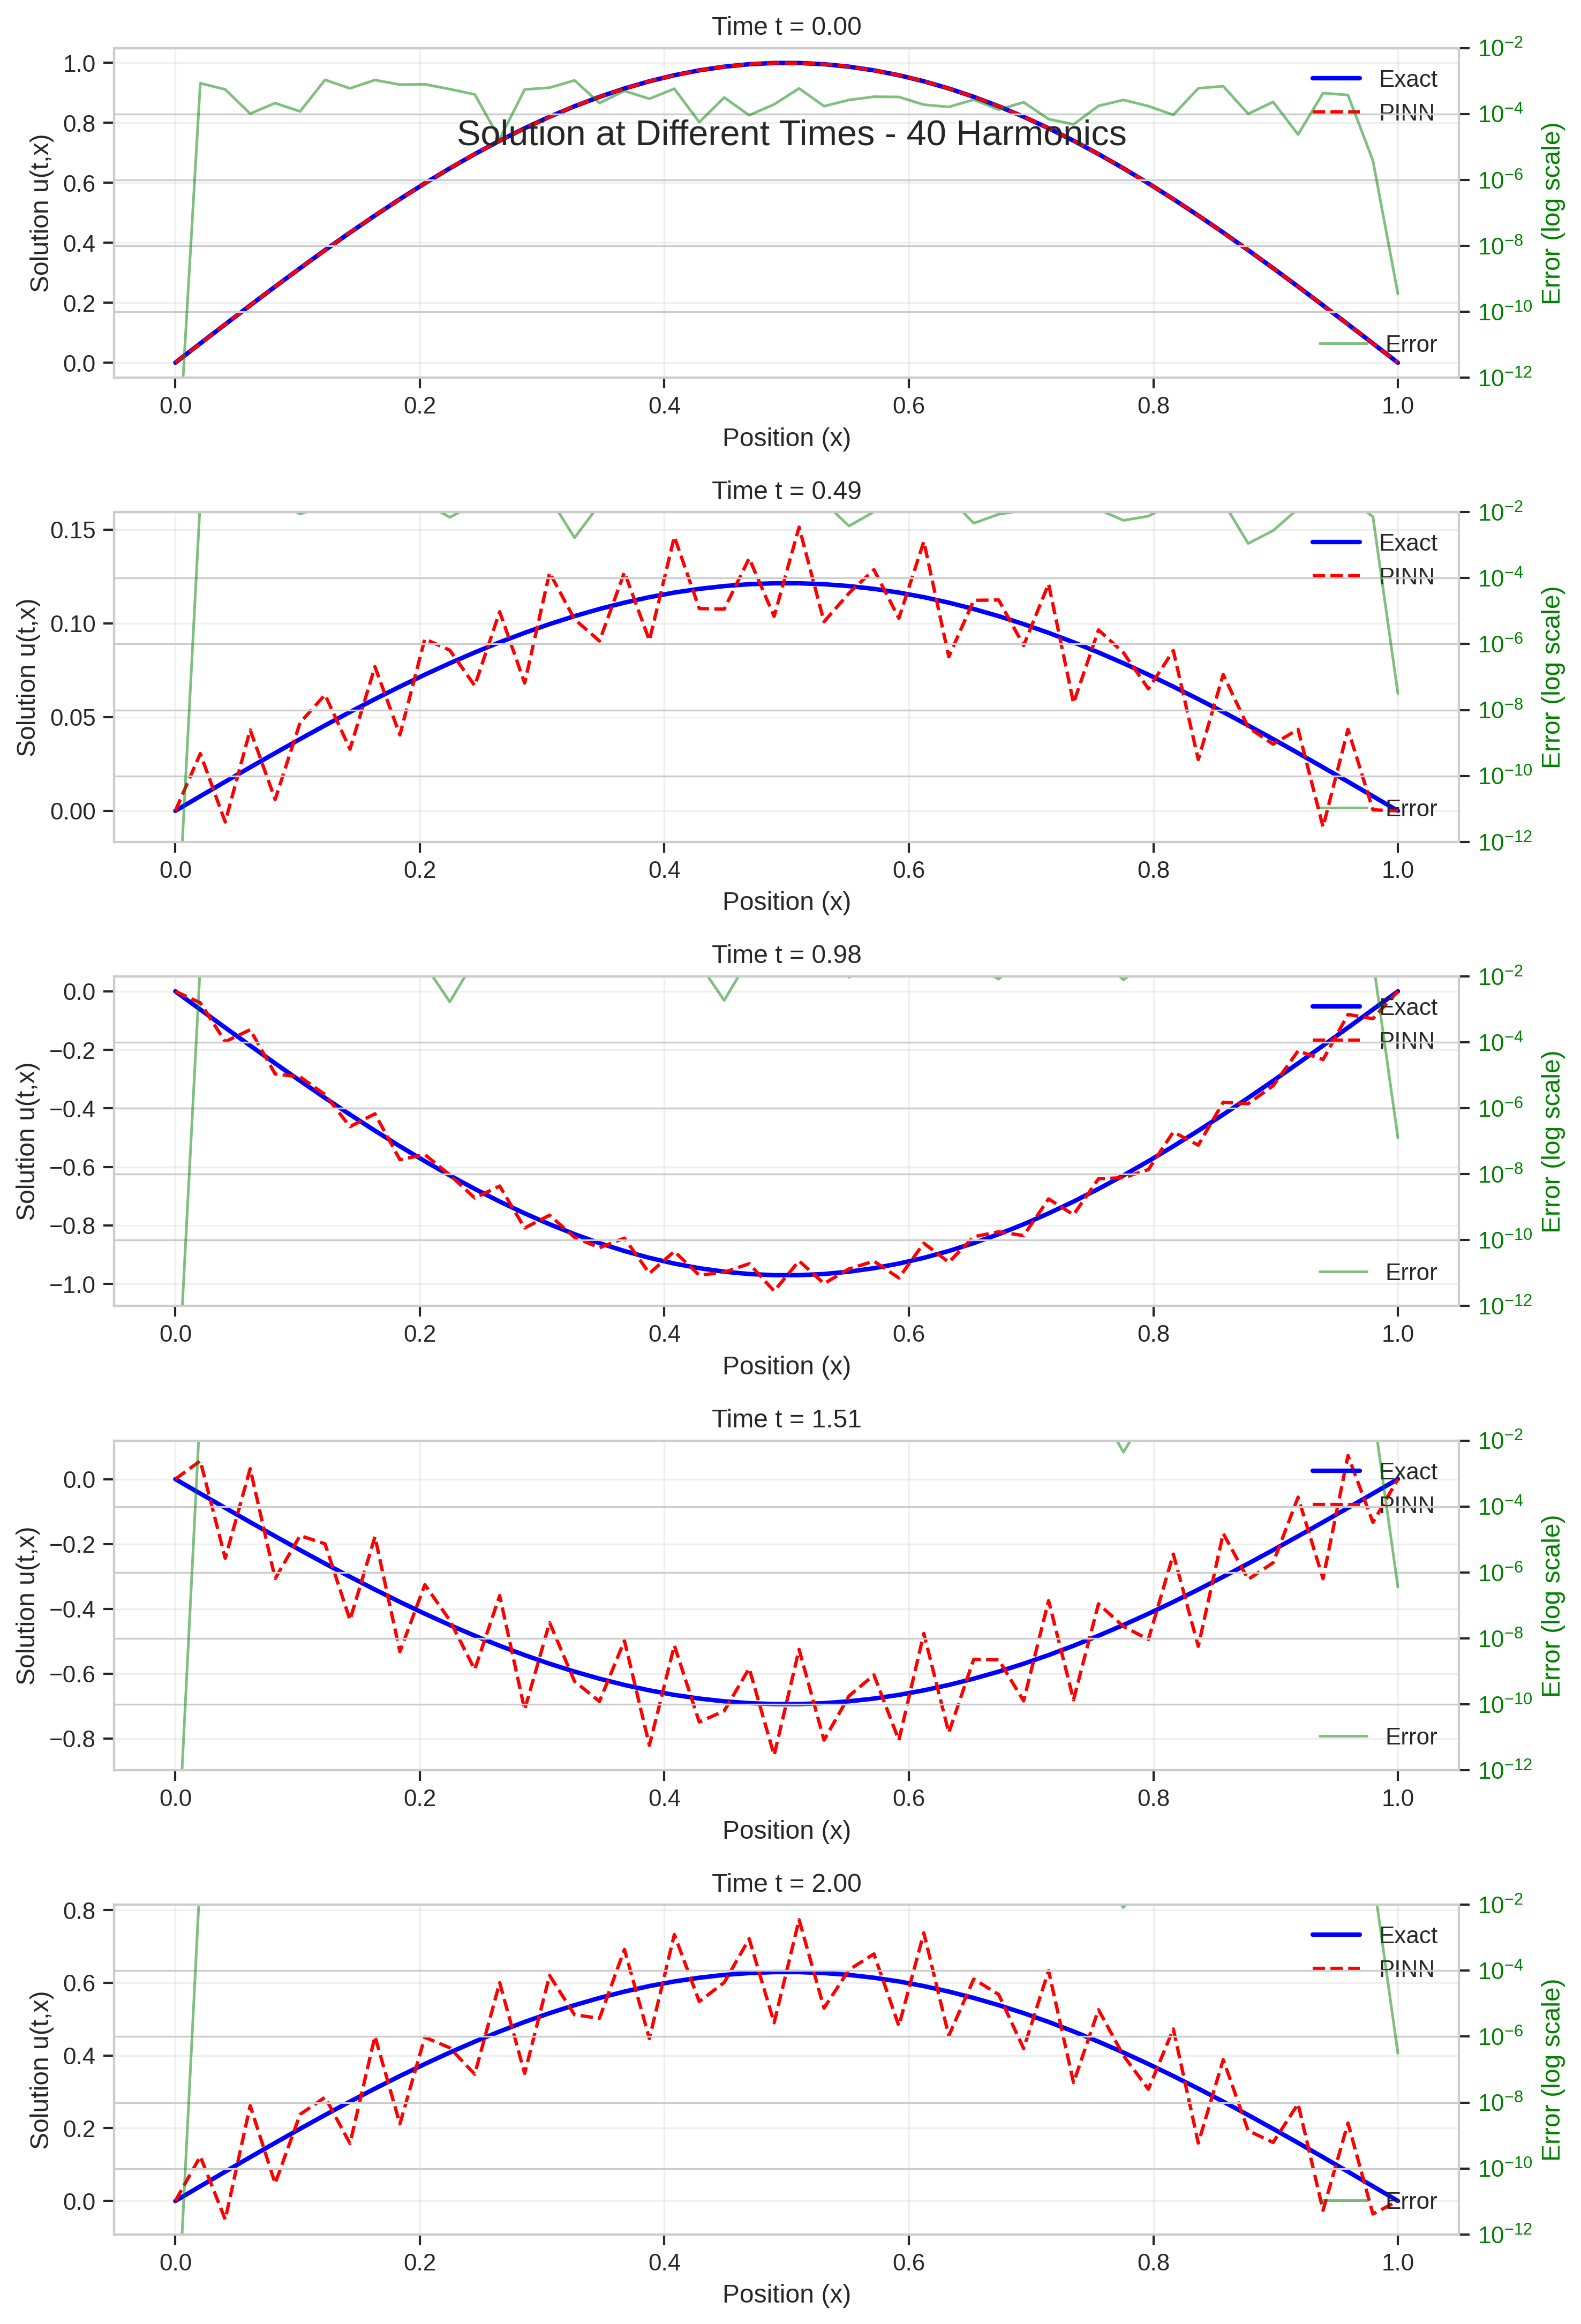 Time t = 0.00
Solution at Different Times - 40 Harmonics
Solution u(t,x)
1.0
0.8
0.6
0.4
0.2
0.0
Exact
PINN
Error
10⁻²
10⁻⁴
10⁻⁶
10⁻⁸
10⁻¹⁰
10⁻¹²
Error (log scale)
0.0 0.2 0.4 0.6 0.8 1.0
Position (x)
Time t = 0.49
Solution u(t,x)
0.15
0.10
0.05
0.00
Exact
PINN
Error
10⁻²
10⁻⁴
10⁻⁶
10⁻⁸
10⁻¹⁰
10⁻¹²
Error (log scale)
0.0 0.2 0.4 0.6 0.8 1.0
Position (x)
Time t = 0.98
Solution u(t,x)
0.0
−0.2
−0.4
−0.6
−0.8
−1.0
Exact
PINN
Error
10⁻²
10⁻⁴
10⁻⁶
10⁻⁸
10⁻¹⁰
10⁻¹²
Error (log scale)
0.0 0.2 0.4 0.6 0.8 1.0
Position (x)
Time t = 1.51
Solution u(t,x)
0.0
−0.2
−0.4
−0.6
−0.8
Exact
PINN
Error
10⁻²
10⁻⁴
10⁻⁶
10⁻⁸
10⁻¹⁰
10⁻¹²
Error (log scale)
0.0 0.2 0.4 0.6 0.8 1.0
Position (x)
Time t = 2.00
Solution u(t,x)
0.8
0.6
0.4
0.2
0.0
Exact
PINN
Error
10⁻²
10⁻⁴
10⁻⁶
10⁻⁸
10⁻¹⁰
10⁻¹²
Error (log scale)
0.0 0.2 0.4 0.6 0.8 1.0
Position (x)